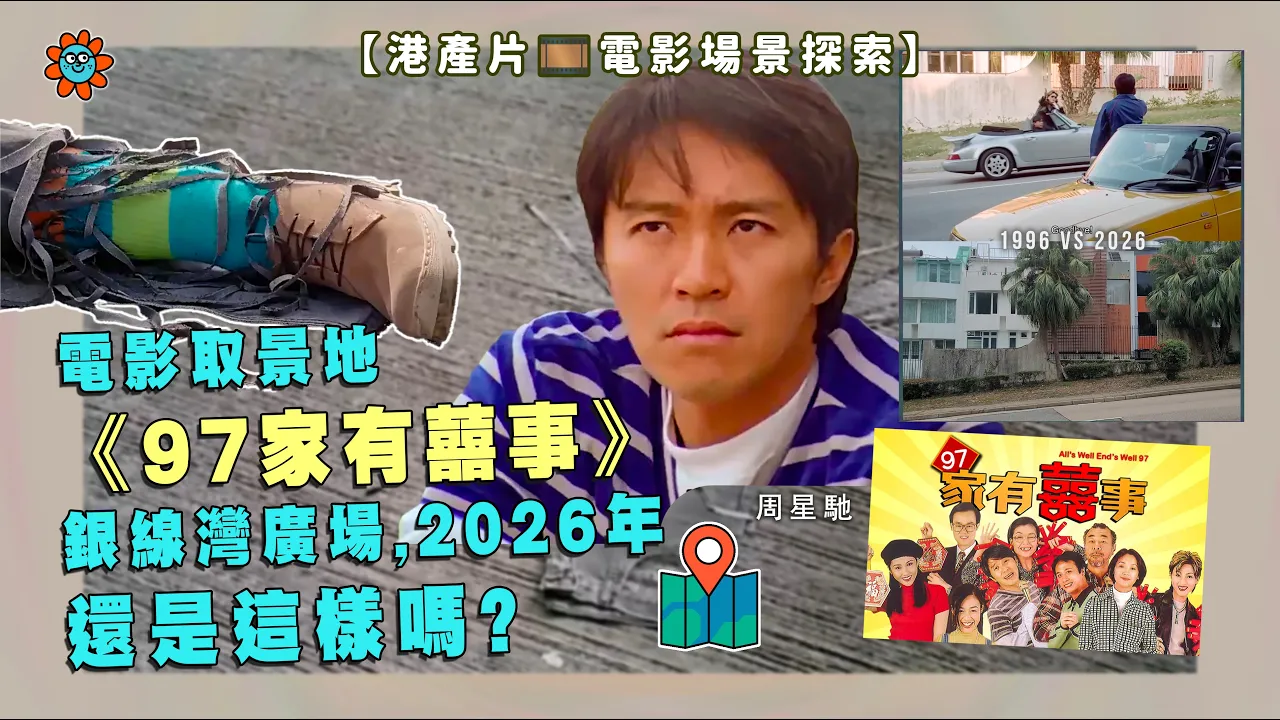 【港產片🎞️電影場景探索】
Goodbye!
1996 VS 2026
電影取景地
《97家有囍事》
銀線灣廣場,2026年
還是這樣嗎?
周星馳
All's Well End's Well 97
97
家有囍事